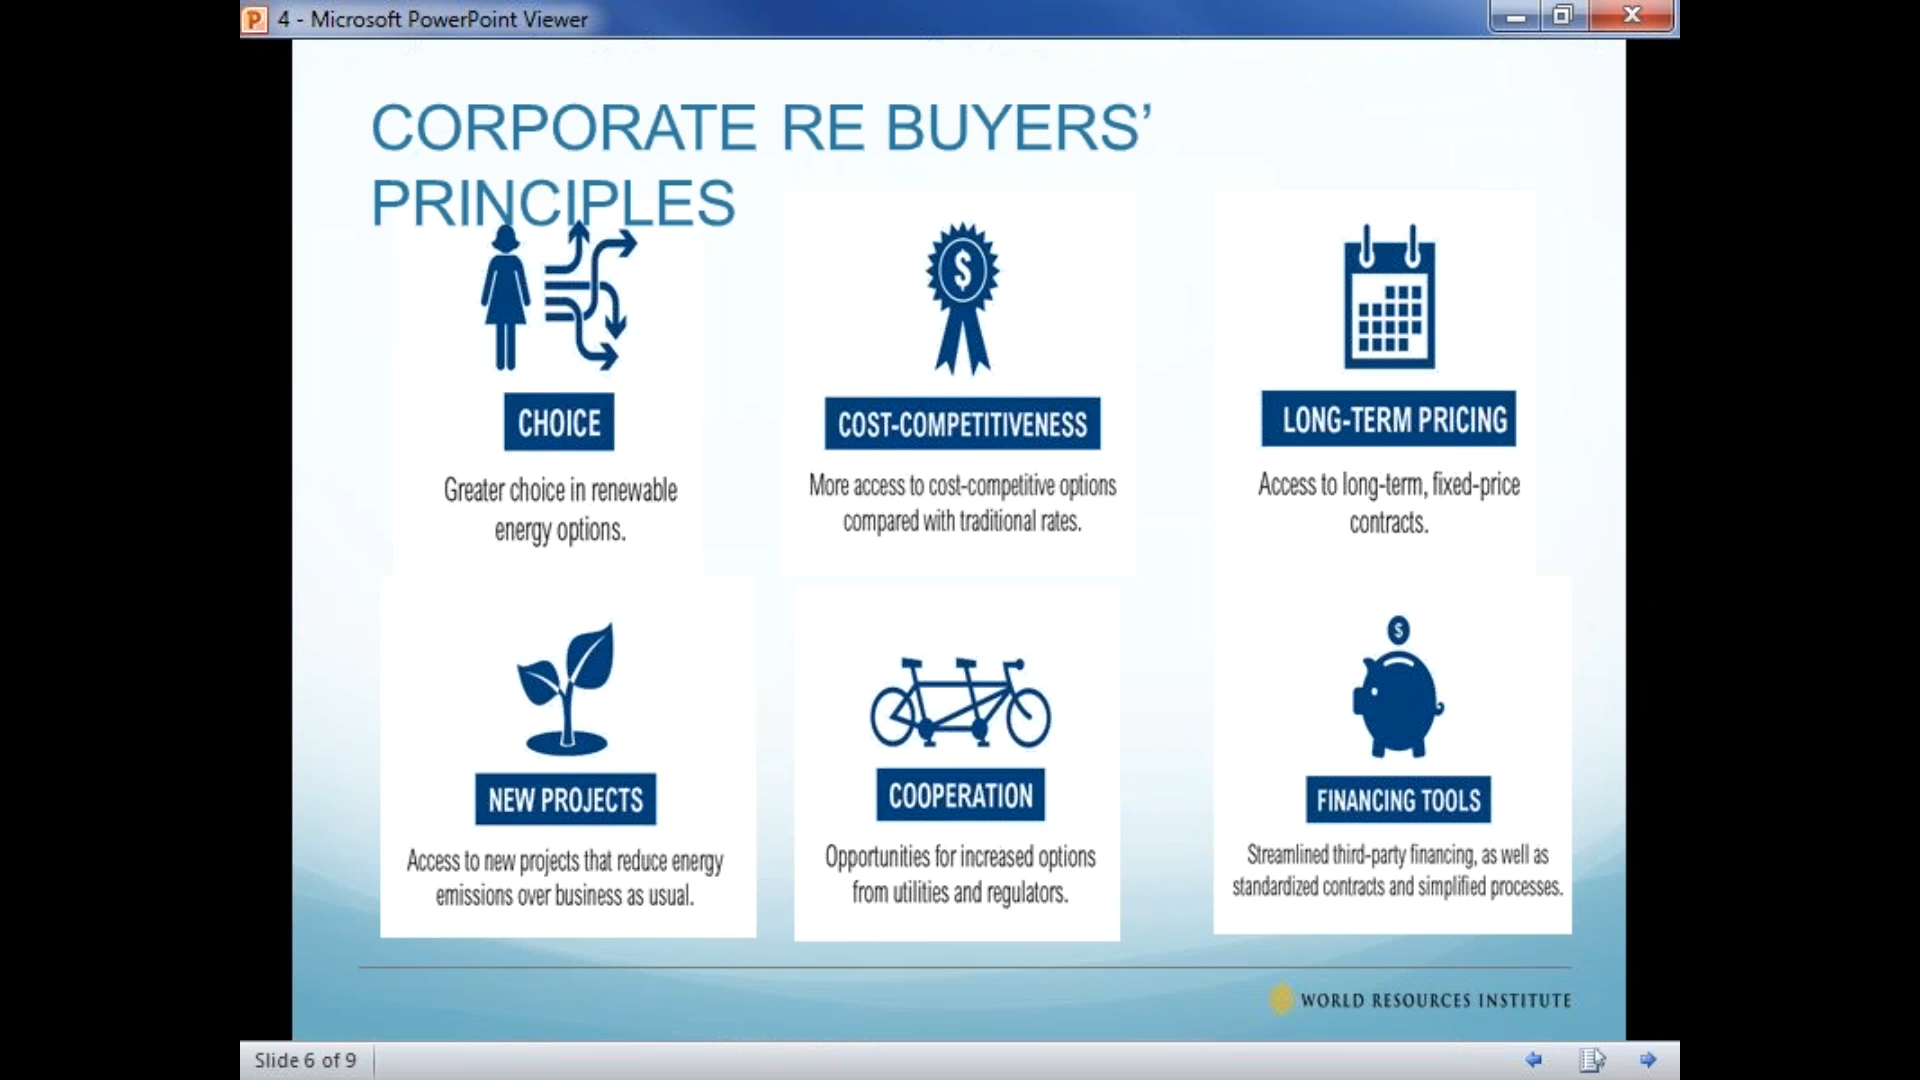 4 - Microsoft PowerPoint Viewer
CORPORATE RE BUYERS’
PRINCIPLES
$
CHOICE
Greater choice in renewable
energy options.
COST-COMPETITIVENESS
More access to cost-competitive options
compared with traditional rates.
LONG-TERM PRICING
Access to long-term, fixed-price
contracts.
NEW PROJECTS
Access to new projects that reduce energy
emissions over business as usual.
COOPERATION
Opportunities for increased options
from utilities and regulators.
$
FINANCING TOOLS
Streamlined third-party financing, as well as
standardized contracts and simplified processes.
WORLD RESOURCES INSTITUTE
Slide 6 of 9